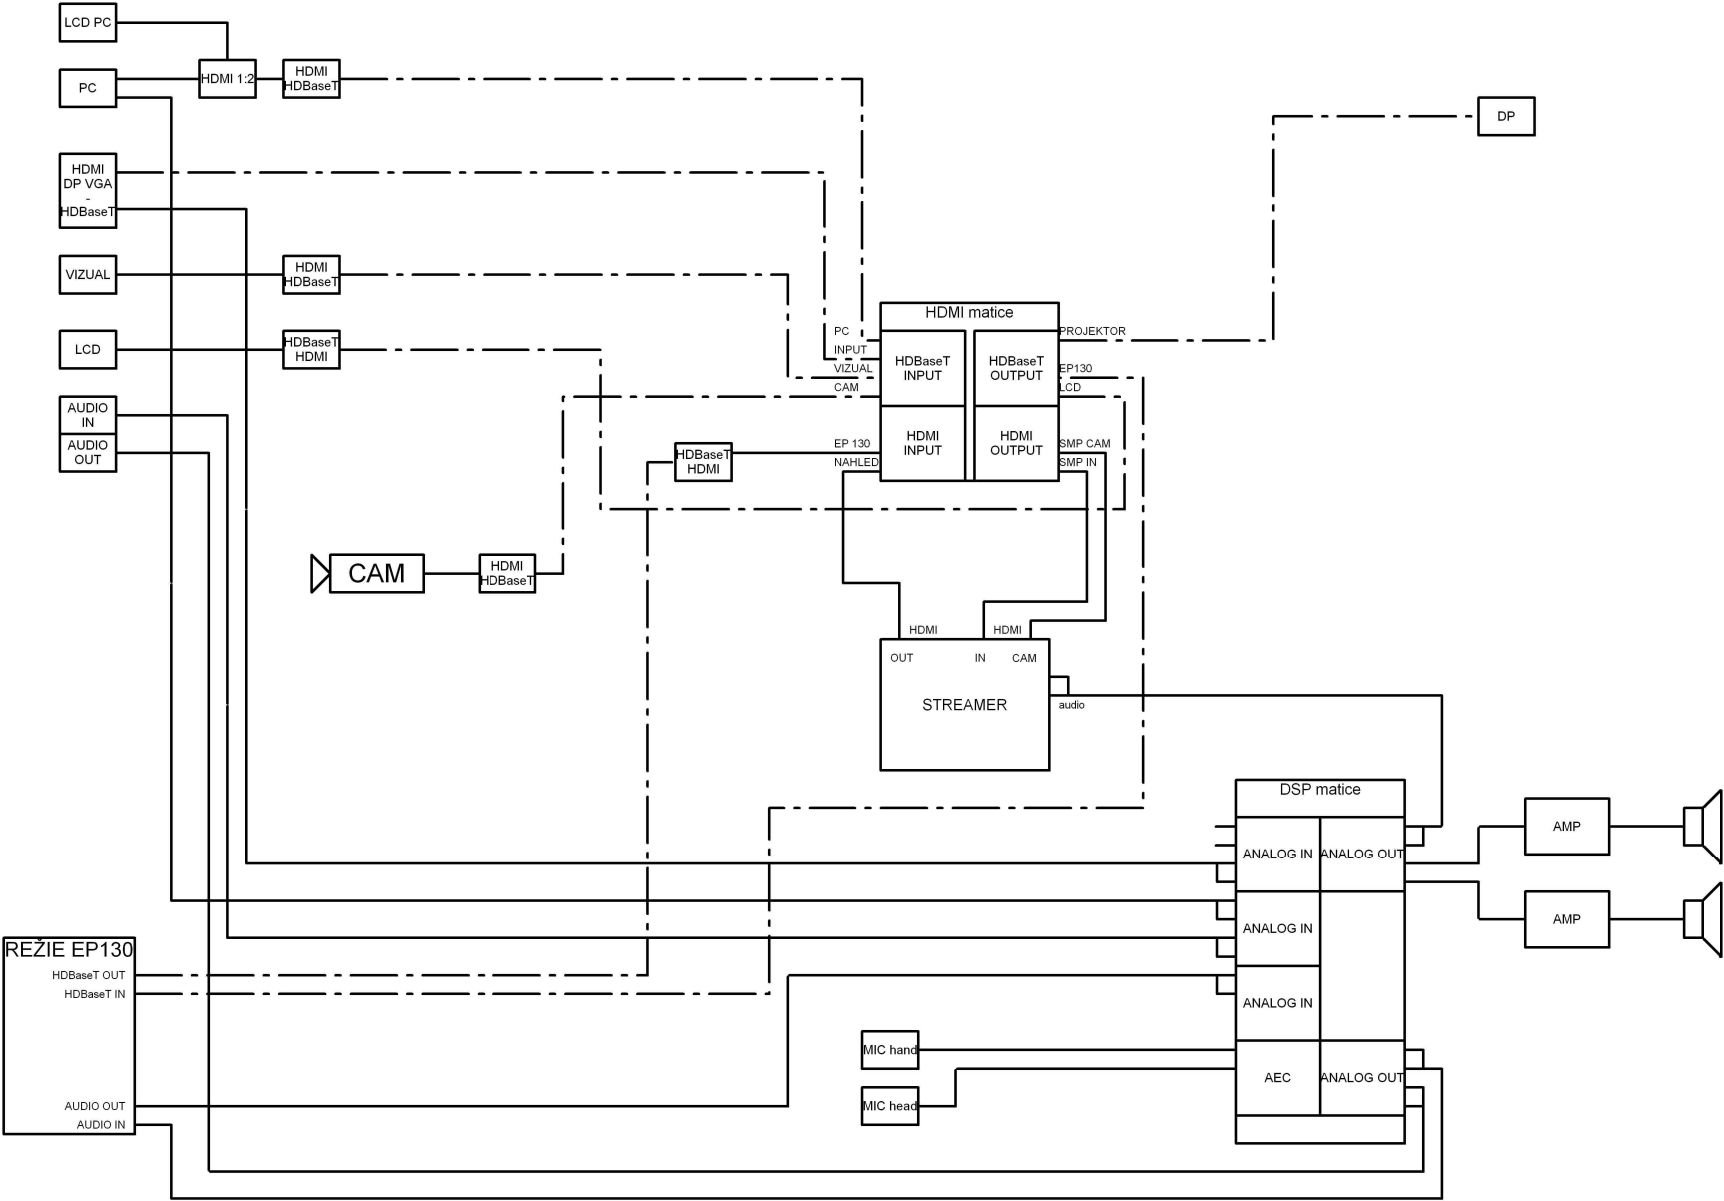 LCD PC
HDMI 1:2
HDMI
HDBaseT
PC
DP
HDMI
DP VGA
-
HDBaseT
VIZUAL
HDMI
HDBaseT
LCD
HDBaseT
HDMI
AUDIO
IN
AUDIO
OUT
HDMI matice
PC
INPUT
VIZUAL
CAM
HDBaseT
INPUT
HDBaseT
OUTPUT
PROJEKTOR
EP130
LCD
EP 130
NAHLED
HDMI
INPUT
HDMI
OUTPUT
SMP CAM
SMP IN
HDBaseT
HDMI
CAM
HDMI
HDBaseT
HDMI
HDMI
OUT
IN
CAM
STREAMER
audio
DSP matice
ANALOG IN
ANALOG OUT
ANALOG IN
ANALOG IN
AEC
ANALOG OUT
AMP
AMP
REŽIE EP130
HDBaseT OUT
HDBaseT IN
AUDIO OUT
AUDIO IN
MIC hand
MIC head